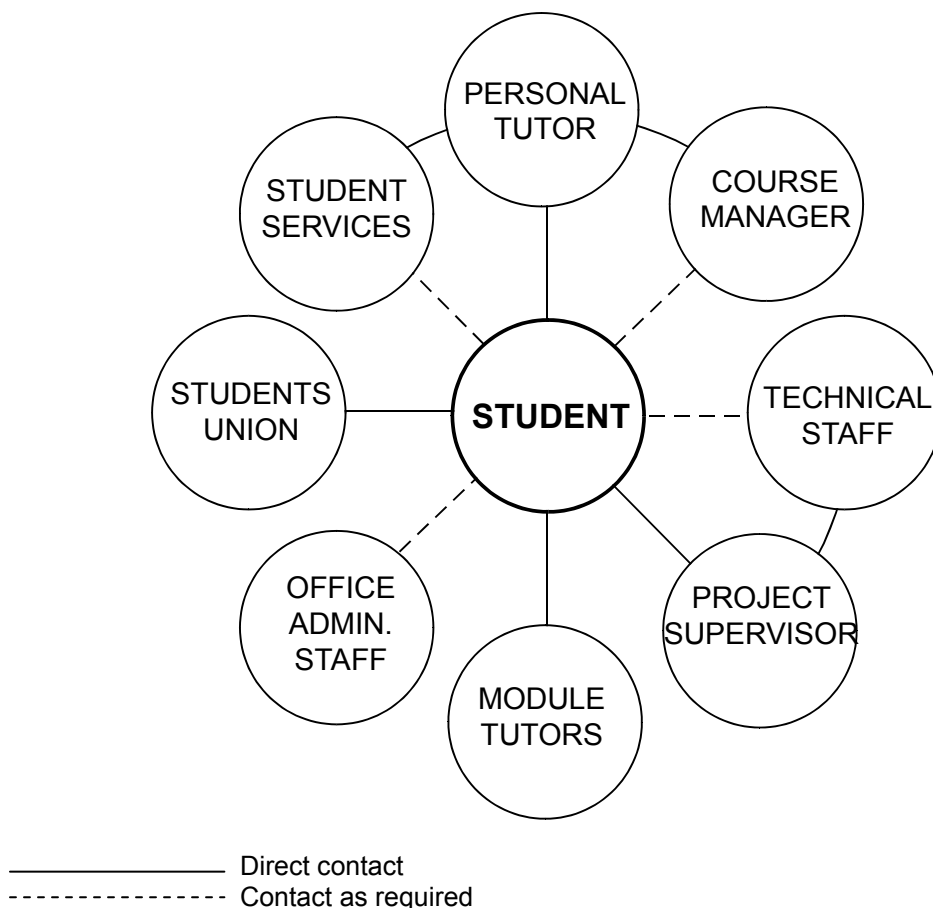 PERSONAL
TUTOR
STUDENT
SERVICES
COURSE
MANAGER
STUDENTS
UNION
STUDENT
TECHNICAL
STAFF
OFFICE
ADMIN.
STAFF
PROJECT
SUPERVISOR
MODULE
TUTORS
Direct contact
Contact as required